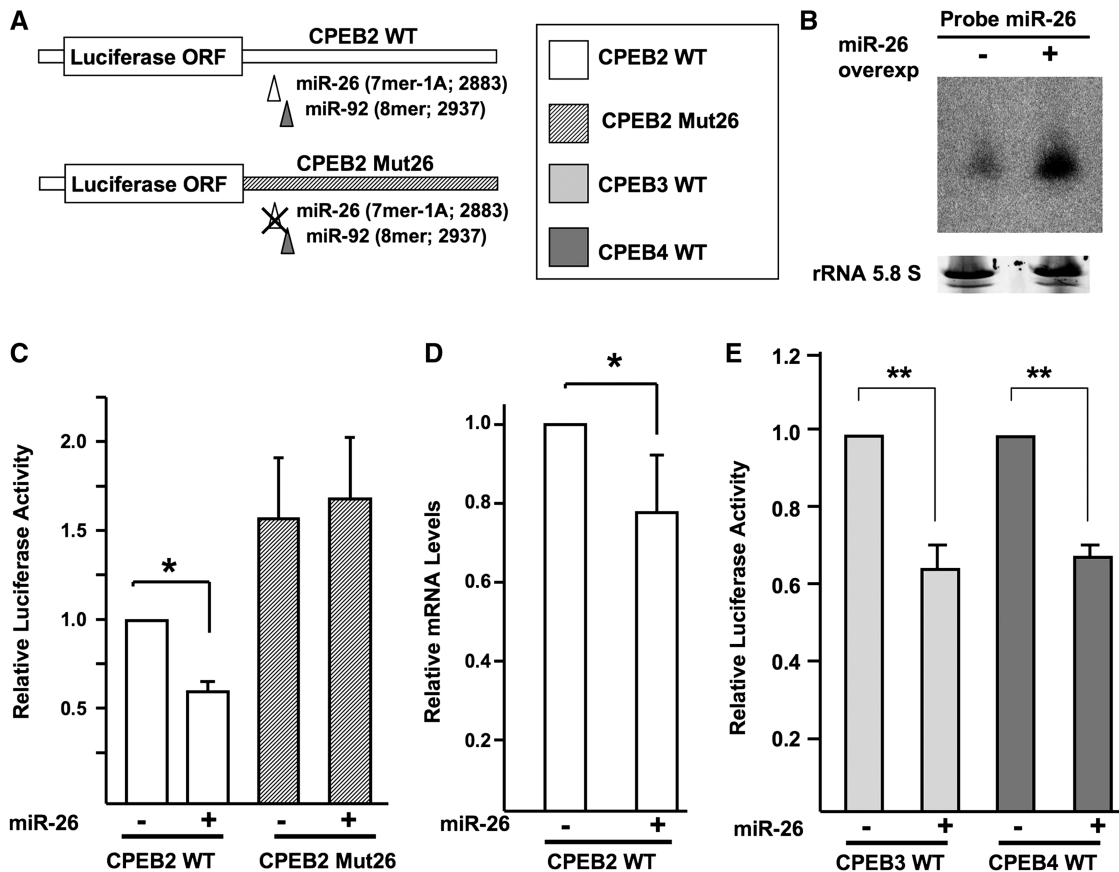 A
CPEB2 WT
Luciferase ORF
miR-26 (7mer-1A; 2883)
miR-92 (8mer; 2937)
CPEB2 Mut26
Luciferase ORF
miR-26 (7mer-1A; 2883)
miR-92 (8mer; 2937)
CPEB2 WT
CPEB2 Mut26
CPEB3 WT
CPEB4 WT
B
Probe miR-26
miR-26 - +
overexp
rRNA 5.8 S
C
Relative Luciferase Activity
2.0
1.5
1.0
0.5
*
miR-26 - + - +
CPEB2 WT CPEB2 Mut26
D
Relative mRNA Levels
1.0
0.8
0.6
0.4
0.2
*
miR-26 - +
CPEB2 WT
E
Relative Luciferase Activity
1.2
1.0
0.8
0.6
0.4
0.2
** **
miR-26 - + - +
CPEB3 WT CPEB4 WT